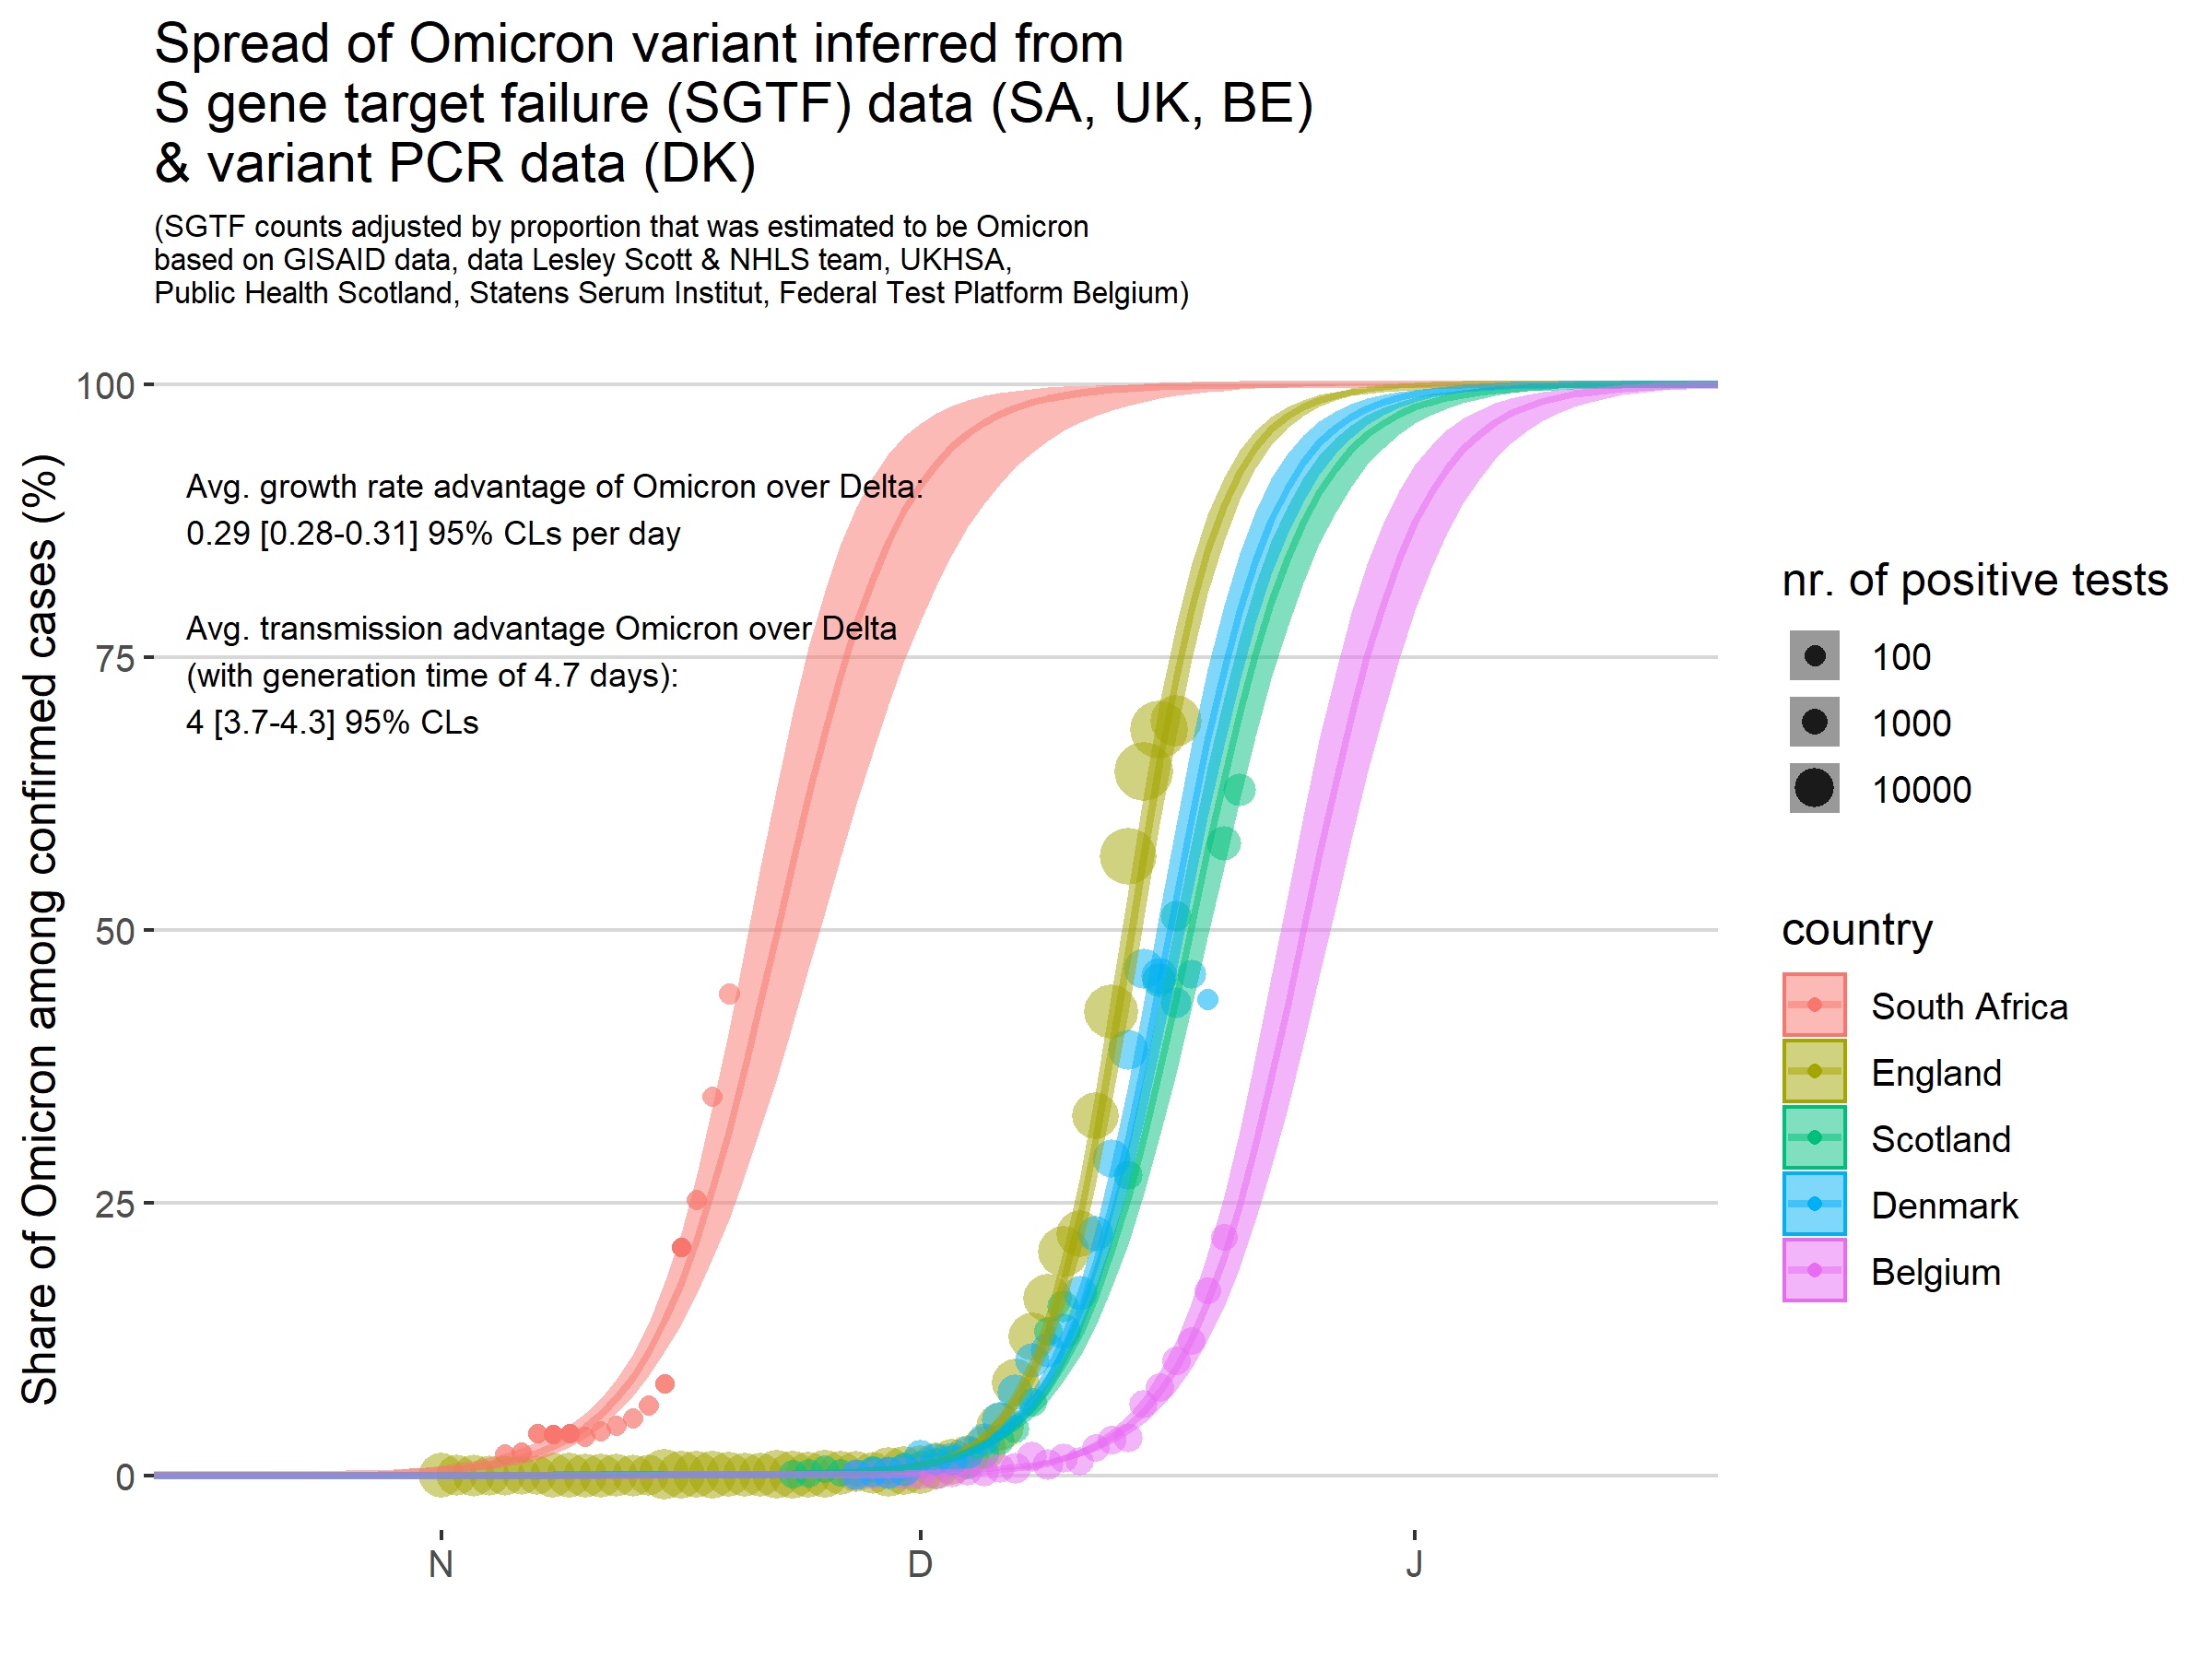 Spread of Omicron variant inferred from
S gene target failure (SGTF) data (SA, UK, BE)
& variant PCR data (DK)
(SGTF counts adjusted by proportion that was estimated to be Omicron
based on GISAID data, data Lesley Scott & NHLS team, UKHSA,
Public Health Scotland, Statens Serum Institut, Federal Test Platform Belgium)
Share of Omicron among confirmed cases (%)
100
75
50
25
0
Avg. growth rate advantage of Omicron over Delta:
0.29 [0.28-0.31] 95% CLs per day
Avg. transmission advantage Omicron over Delta
(with generation time of 4.7 days):
4 [3.7-4.3] 95% CLs
N
D
J
nr. of positive tests
100
1000
10000
country
South Africa
England
Scotland
Denmark
Belgium